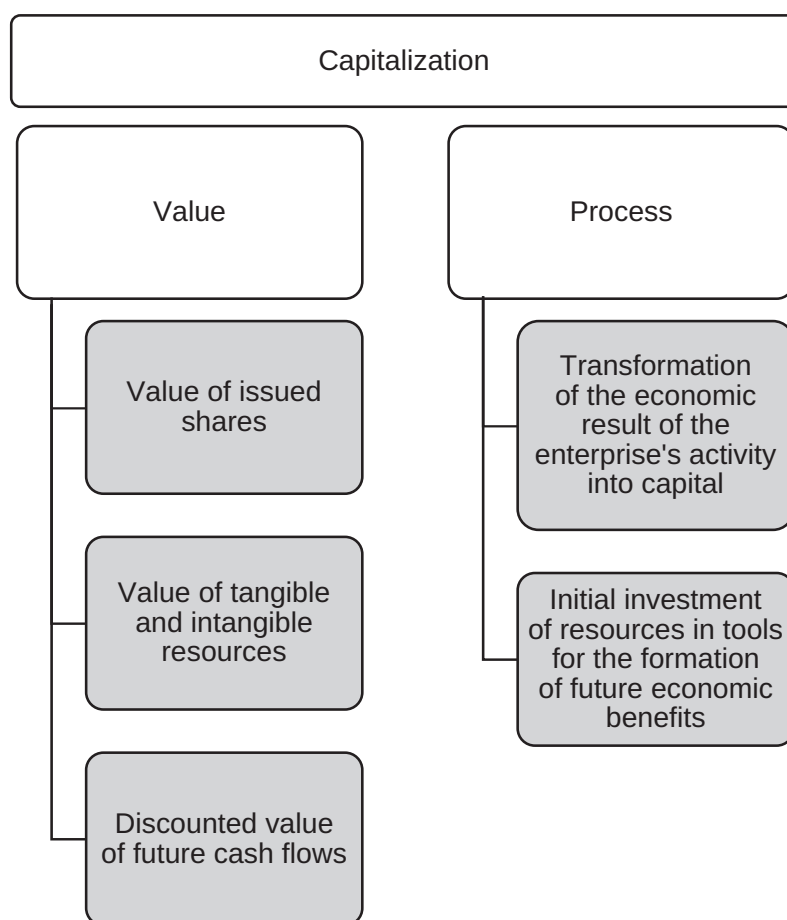 Capitalization
Value
Process
Value of issued
shares
Value of tangible
and intangible
resources
Discounted value
of future cash flows
Transformation
of the economic
result of the
enterprise's activity
into capital
Initial investment
of resources in tools
for the formation
of future economic
benefits